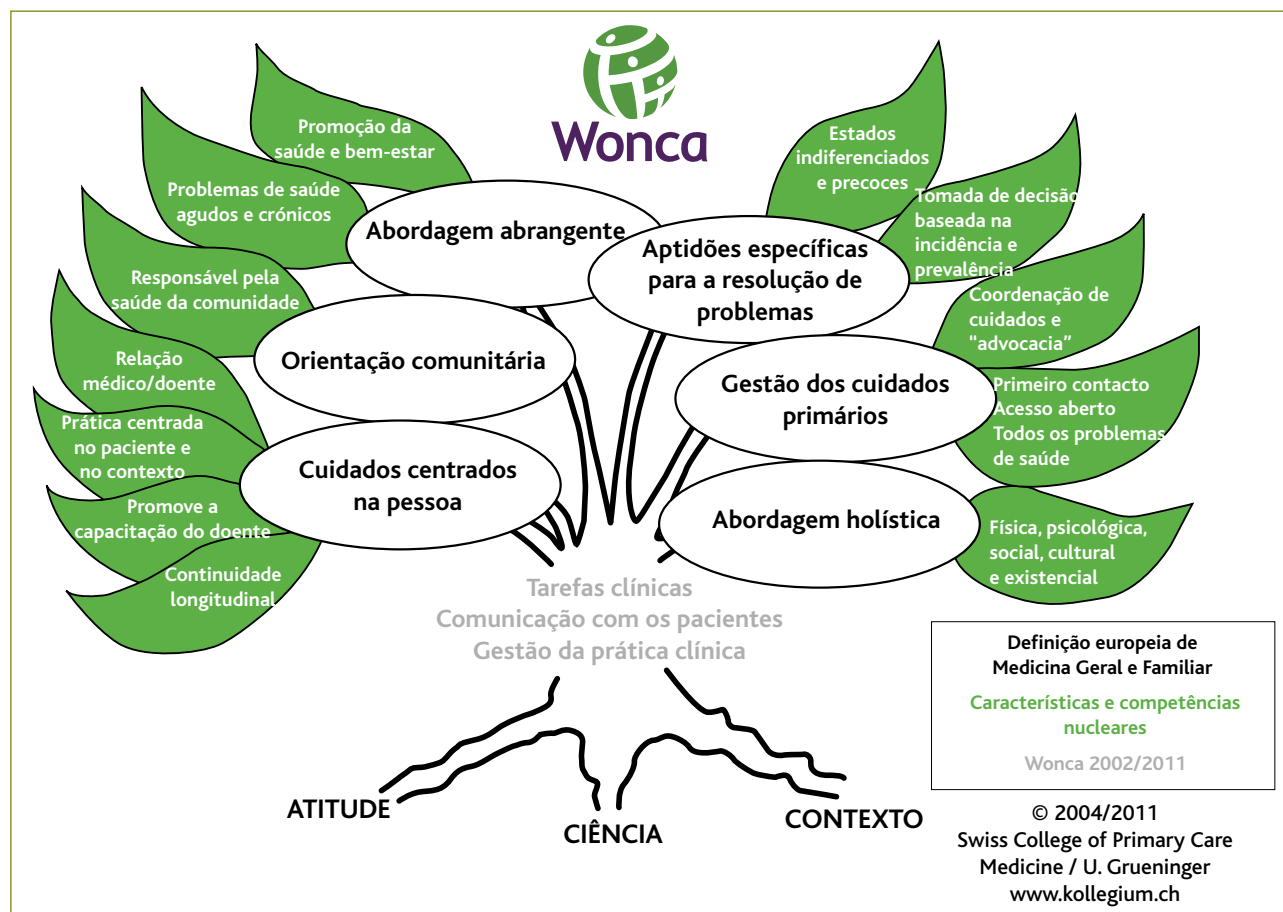 Wonca
Promoção da
saúde e bem-estar
Problemas de saúde
agudos e crónicos
Responsável pela
saúde da comunidade
Relação
médico/doente
Prática centrada
no paciente e
no contexto
Promove a
capacitação do doente
Continuidade
longitudinal
Abordagem abrangente
Orientação comunitária
Cuidados centrados
na pessoa
Aptidões específicas
para a resolução de
problemas
Gestão dos cuidados
primários
Abordagem holística
Estados
indiferenciados
e precoces
Tomada de decisão
baseada na
incidência e
prevalência
Coordenação de
cuidados e
“advocacia”
Primeiro contacto
Acesso aberto
Todos os problemas
de saúde
Física, psicológica,
social, cultural
e existencial
Tarefas clínicas
Comunicação com os pacientes
Gestão da prática clínica
ATITUDE
CIÊNCIA
CONTEXTO
Definição europeia de
Medicina Geral e Familiar
Características e competências
nucleares
Wonca 2002/2011
© 2004/2011
Swiss College of Primary Care
Medicine / U. Grueninger
www.kollegium.ch